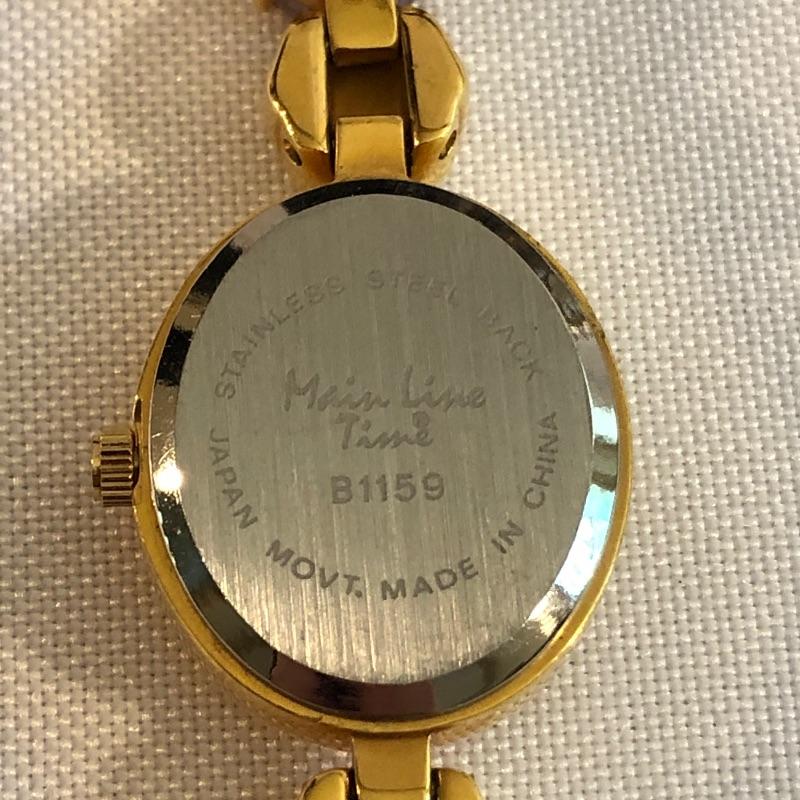 STAINLESS STEEL BACK
Main Line
Time
B1159
JAPAN MOVT. MADE IN CHINA